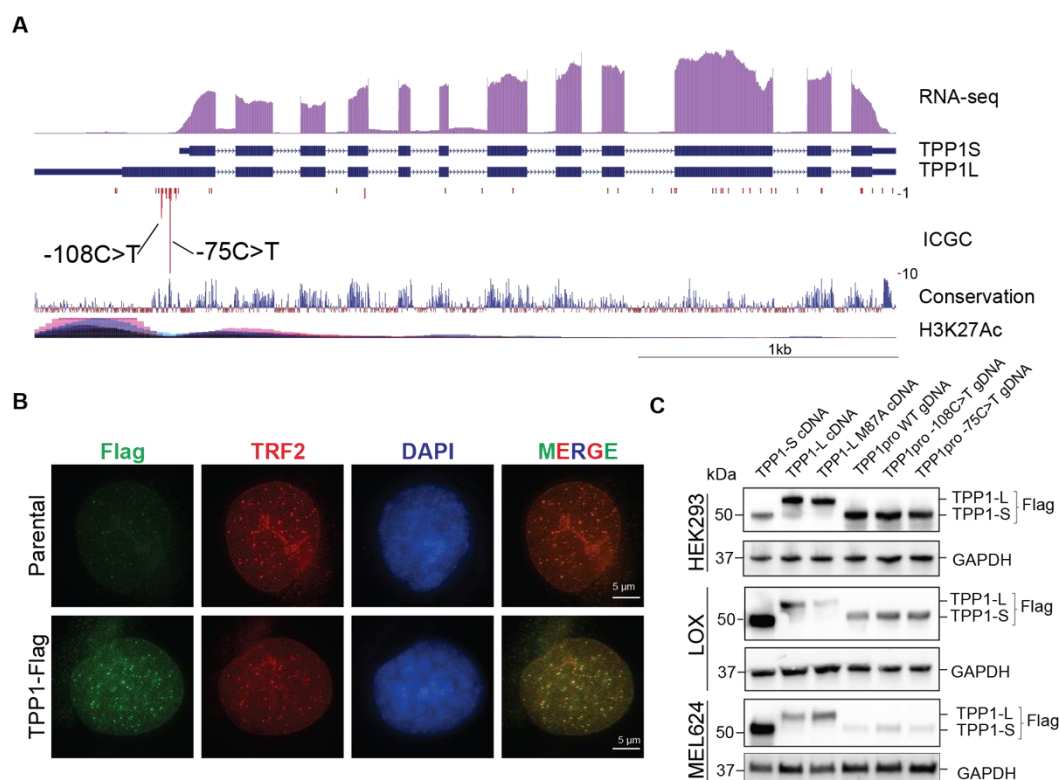 A
RNA-seq
TPP1S
TPP1L
-1
-108C>T
-75C>T
ICGC
-10
Conservation
H3K27Ac
1kb
B
Flag
TRF2
DAPI
MERGE
Parental
5 µm
TPP1-Flag
5 µm
C
kDa
TPP1-S cDNA
TPP1-L cDNA
TPP1-L M87A cDNA
TPP1pro WT gDNA
TPP1pro -108C>T gDNA
TPP1pro -75C>T gDNA
HEK293
50
TPP1-L
TPP1-S
Flag
37
GAPDH
LOX
50
TPP1-L
TPP1-S
Flag
37
GAPDH
MEL624
50
TPP1-L
TPP1-S
Flag
37
GAPDH